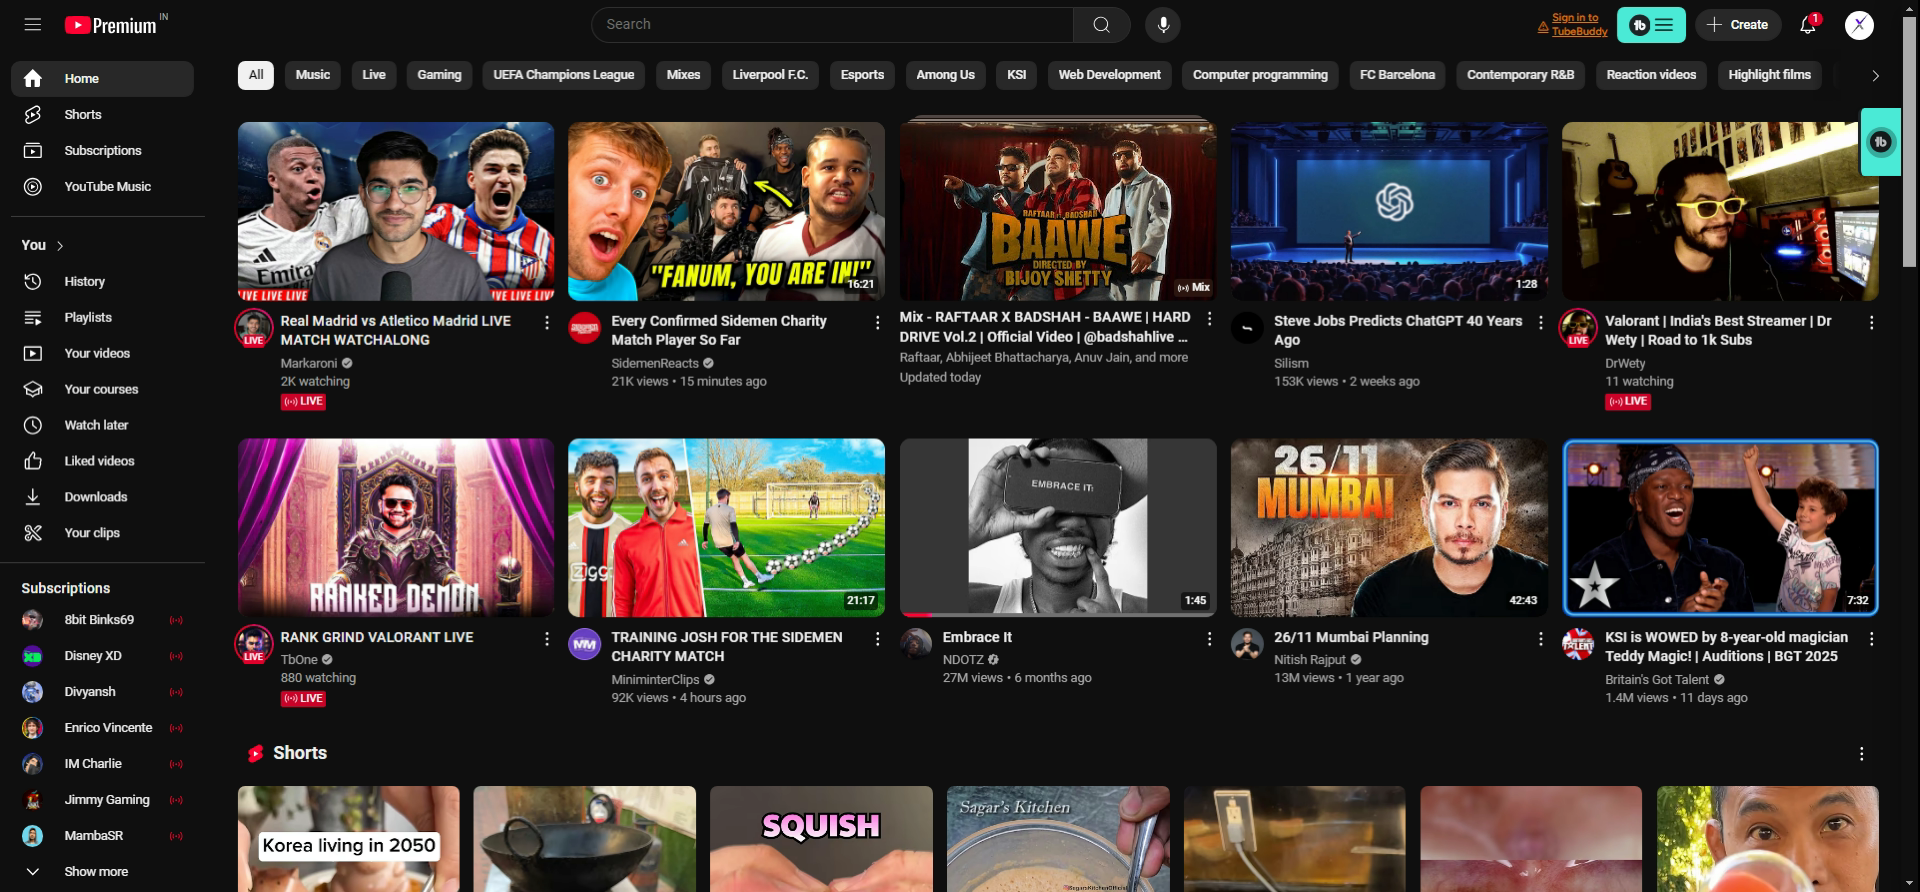 Premium IN
Search
Sign in to
TubeBuddy
Create
1
Home
Shorts
Subscriptions
YouTube Music
You
History
Playlists
Your videos
Your courses
Watch later
Liked videos
Downloads
Your clips
Subscriptions
8bit Binks69
Disney XD
Divyansh
Enrico Vincente
IM Charlie
Jimmy Gaming
MambaSR
Show more
All
Music
Live
Gaming
UEFA Champions League
Mixes
Liverpool F.C.
Esports
Among Us
KSI
Web Development
Computer programming
FC Barcelona
Contemporary R&B
Reaction videos
Highlight films
LIVE LIVE LIVE
LIVE
Real Madrid vs Atletico Madrid LIVE
MATCH WATCHALONG
Markaroni
2K watching
LIVE
"FANUM, YOU ARE IN!"
16:21
Every Confirmed Sidemen Charity
Match Player So Far
SidemenReacts
21K views • 15 minutes ago
RAFTAAR BADSHAH
BAAWE
DIRECTED BY
BIJOY SHETTY
Mix
Mix - RAFTAAR X BADSHAH - BAAWE | HARD
DRIVE Vol.2 | Official Video | @badshahlive ...
Raftaar, Abhijeet Bhattacharya, Anuv Jain, and more
Updated today
1:28
Steve Jobs Predicts ChatGPT 40 Years
Ago
Silism
153K views • 2 weeks ago
LIVE
Valorant | India's Best Streamer | Dr
Wety | Road to 1k Subs
DrWety
11 watching
LIVE
RANKED DEMON
LIVE
RANK GRIND VALORANT LIVE
TbOne
880 watching
LIVE
21:17
MM
TRAINING JOSH FOR THE SIDEMEN
CHARITY MATCH
MiniminterClips
92K views • 4 hours ago
EMBRACE IT
1:45
Embrace It
NDOTZ
27M views • 6 months ago
26/11
MUMBAI
42:43
26/11 Mumbai Planning
Nitish Rajput
13M views • 1 year ago
7:32
KSI is WOWED by 8-year-old magician
Teddy Magic! | Auditions | BGT 2025
Britain's Got Talent
1.4M views • 11 days ago
Shorts
Korea living in 2050
SQUISH
Sagar's Kitchen